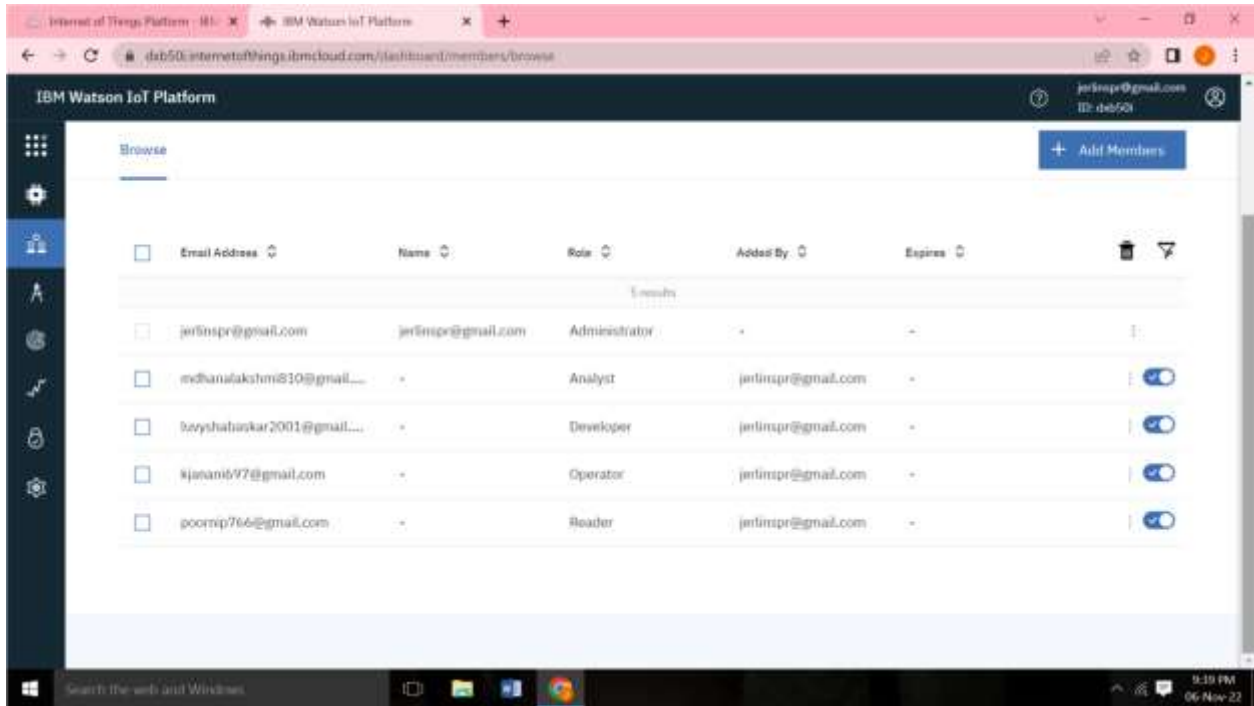 Internet of Things Platform - IBM
IBM Watson IoT Platform
dxb50i.internetofthings.ibmcloud.com/dashboard/members/browse
IBM Watson IoT Platform
jerlinspr@gmail.com
ID: dxb50i
Browse
+ Add Members
Email Address Name Role Added By Expires
5 results
jerlinspr@gmail.com jerlinspr@gmail.com Administrator - -
mdhanalakshmi810@gmail.... - Analyst jerlinspr@gmail.com -
- Developer jerlinspr@gmail.com -
kjanani697@gmail.com - Operator jerlinspr@gmail.com -
poornip766@gmail.com - Reader jerlinspr@gmail.com -
Search the web and Windows
9:39 PM
06-Nov-22